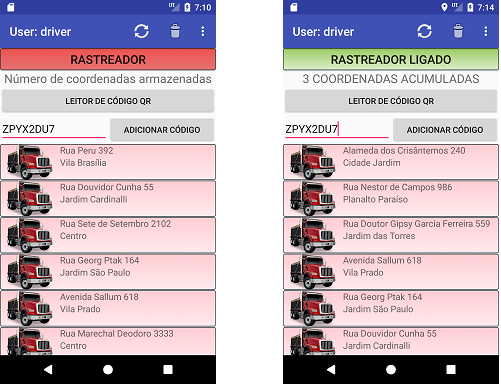 7:10
User: driver
RASTREADOR
Número de coordenadas armazenadas
LEITOR DE CÓDIGO QR
ZPYX2DU7
ADICIONAR CÓDIGO
Rua Peru 392
Vila Brasília
Rua Douvidor Cunha 55
Jardim Cardinalli
Rua Sete de Setembro 2102
Centro
Rua Georg Ptak 164
Jardim São Paulo
Avenida Sallum 618
Vila Prado
Rua Marechal Deodoro 3333
Centro
7:14
User: driver
RASTREADOR LIGADO
3 COORDENADAS ACUMULADAS
LEITOR DE CÓDIGO QR
ZPYX2DU7
ADICIONAR CÓDIGO
Alameda dos Crisântemos 240
Cidade Jardim
Rua Nestor de Campos 986
Planalto Paraíso
Rua Doutor Gipsy Garcia Ferreira 559
Jardim das Torres
Avenida Sallum 618
Vila Prado
Rua Georg Ptak 164
Jardim São Paulo
Rua Douvidor Cunha 55
Jardim Cardinalli